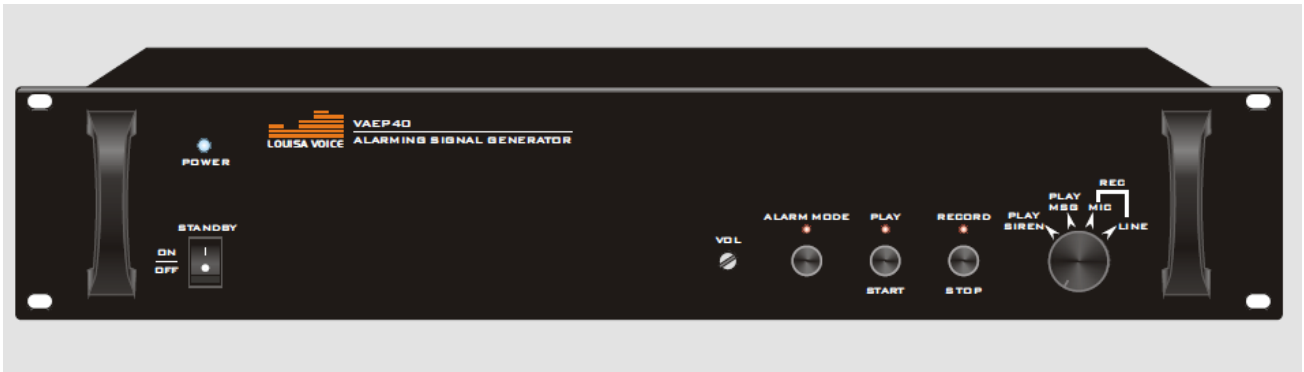 POWER
LOUISA VOICE
VAEP40
ALARMING SIGNAL GENERATOR
STANDBY
ON
OFF
VOL
ALARM MODE
PLAY
START
RECORD
STOP
PLAY
SIREN
PLAY
MSG
REC
MIC
LINE